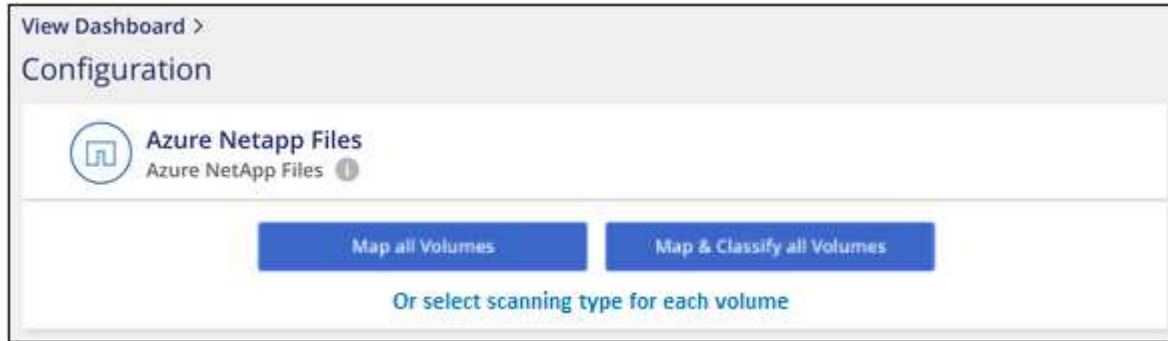 View Dashboard >
Configuration
Azure Netapp Files
Azure NetApp Files
Map all Volumes
Map & Classify all Volumes
Or select scanning type for each volume